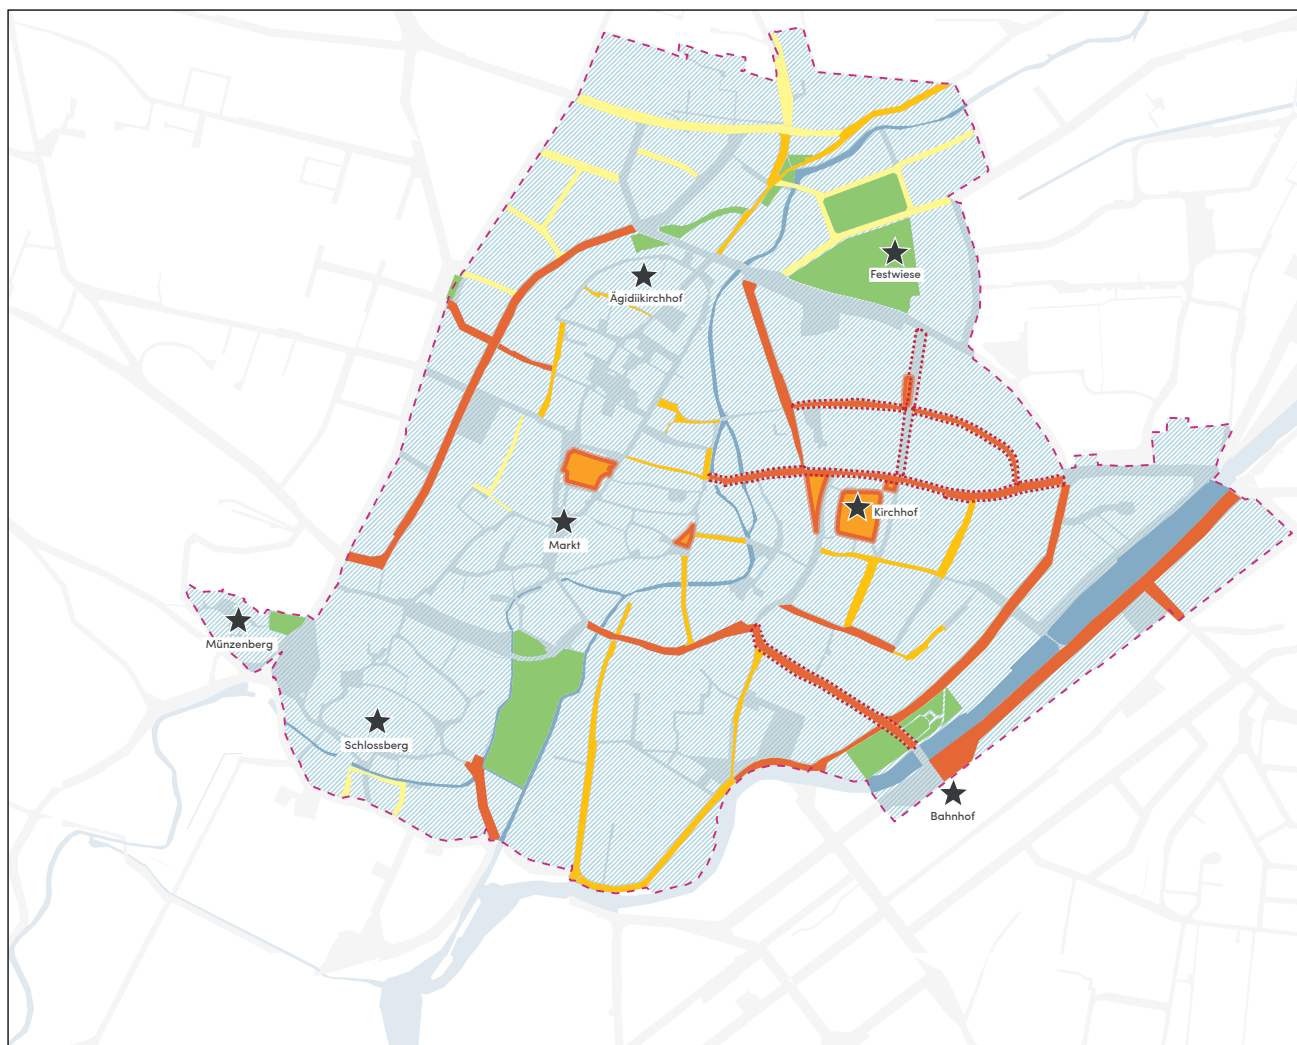 Festwiese
Ägidiikirchhof
Kirchhof
Markt
Münzenberg
Schlossberg
Bahnhof